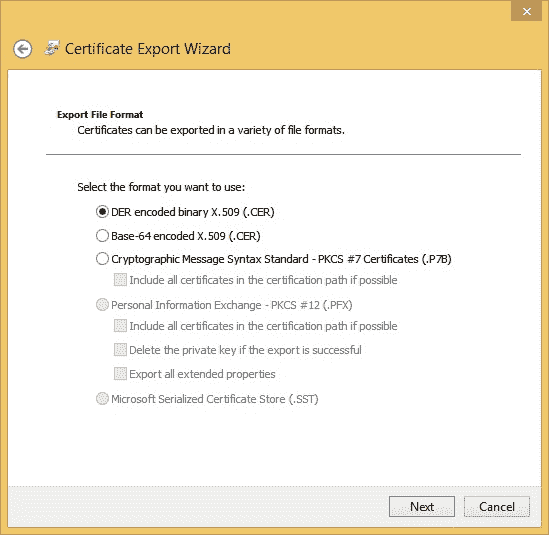 Certificate Export Wizard
Export File Format
Certificates can be exported in a variety of file formats.
Select the format you want to use:
DER encoded binary X.509 (.CER)
Base-64 encoded X.509 (.CER)
Cryptographic Message Syntax Standard - PKCS #7 Certificates (.P7B)
Include all certificates in the certification path if possible
Personal Information Exchange - PKCS #12 (.PFX)
Include all certificates in the certification path if possible
Delete the private key if the export is successful
Export all extended properties
Microsoft Serialized Certificate Store (.SST)
Next
Cancel